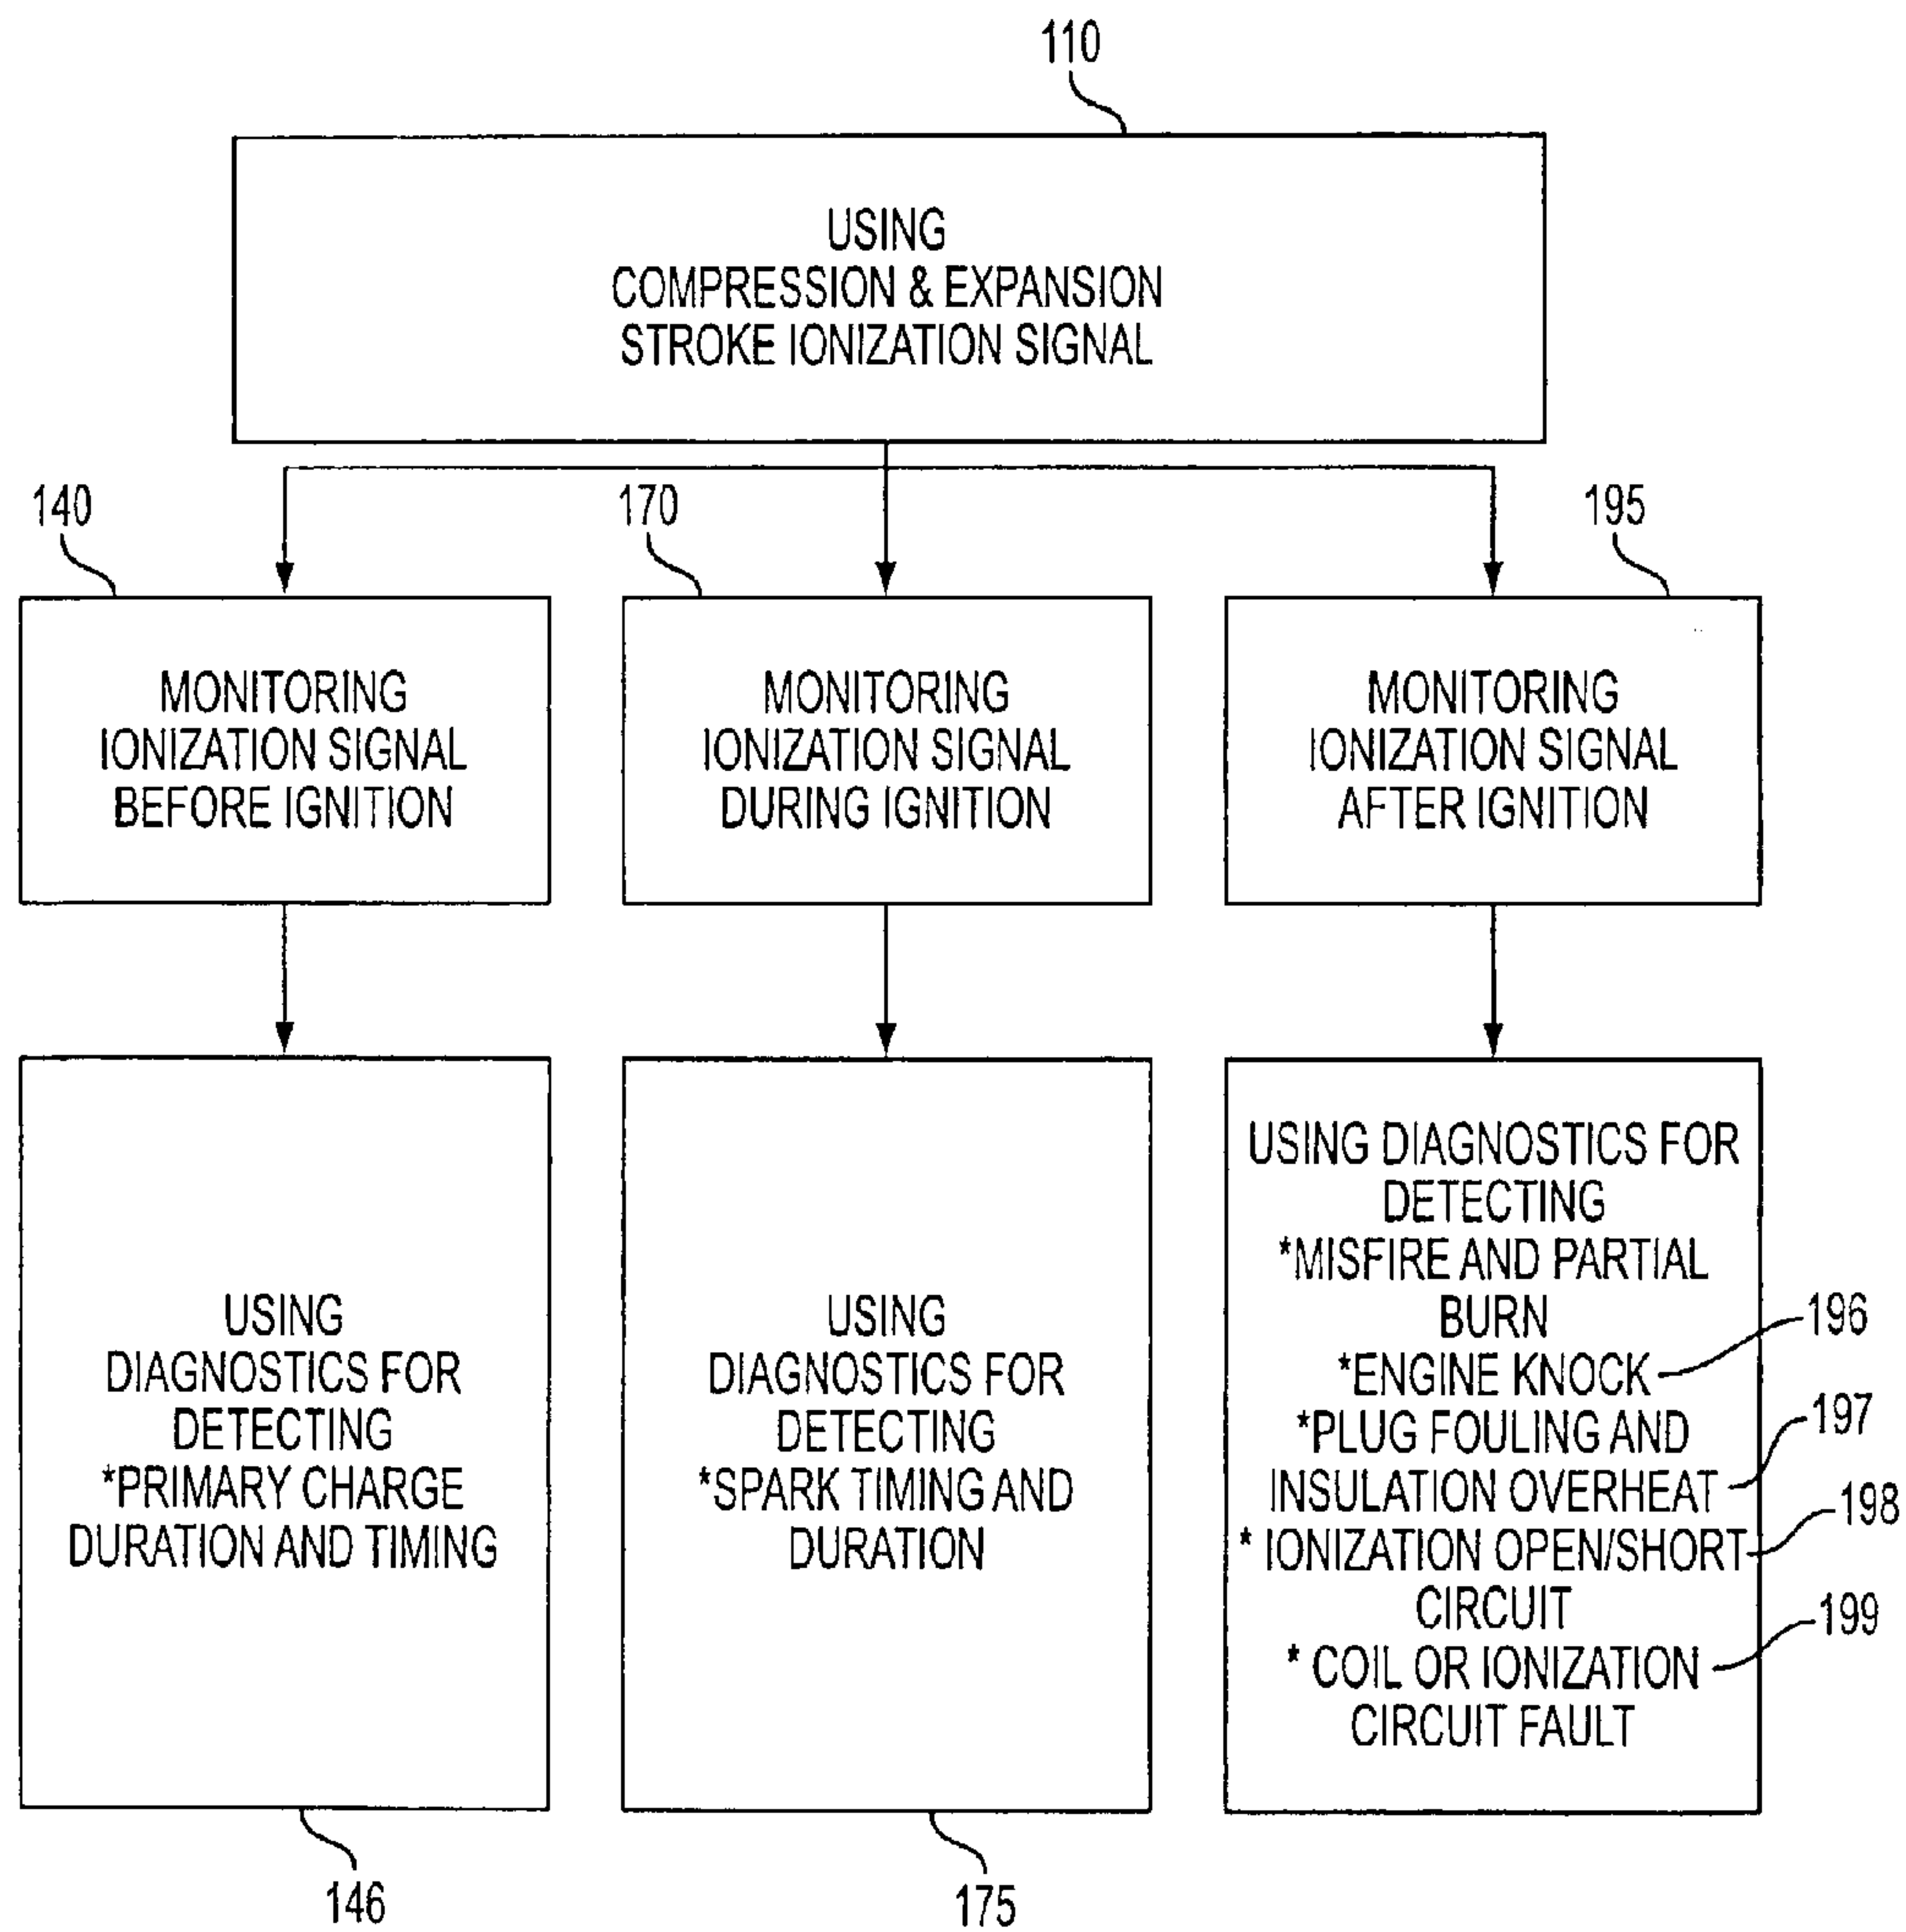 110
USING
COMPRESSION & EXPANSION
STROKE IONIZATION SIGNAL
140
170
195
MONITORING
IONIZATION SIGNAL
BEFORE IGNITION
MONITORING
IONIZATION SIGNAL
DURING IGNITION
MONITORING
IONIZATION SIGNAL
AFTER IGNITION
USING
DIAGNOSTICS FOR
DETECTING
*PRIMARY CHARGE
DURATION AND TIMING
146
USING
DIAGNOSTICS FOR
DETECTING
*SPARK TIMING AND
DURATION
175
USING DIAGNOSTICS FOR
DETECTING
*MISFIRE AND PARTIAL
BURN
*ENGINE KNOCK
196
*PLUG FOULING AND
INSULATION OVERHEAT
197
* IONIZATION OPEN/SHORT
198
CIRCUIT
* COIL OR IONIZATION
199
CIRCUIT FAULT